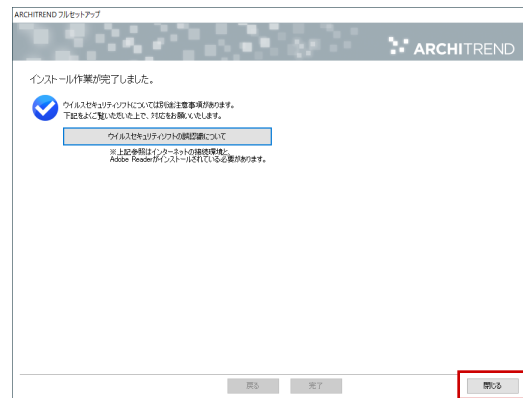 ARCHITREND フルセットアップ
ARCHITREND
インストール作業が完了しました。
ウイルスセキュリティソフトについては別途注意事項があります。
下記をよくご覧いただいた上で、対応をお願いいたします。
ウイルスセキュリティソフトの誤認識について
※上記参照はインターネットの接続環境と、
Adobe Readerがインストールされている必要があります。
戻る
完了
閉じる